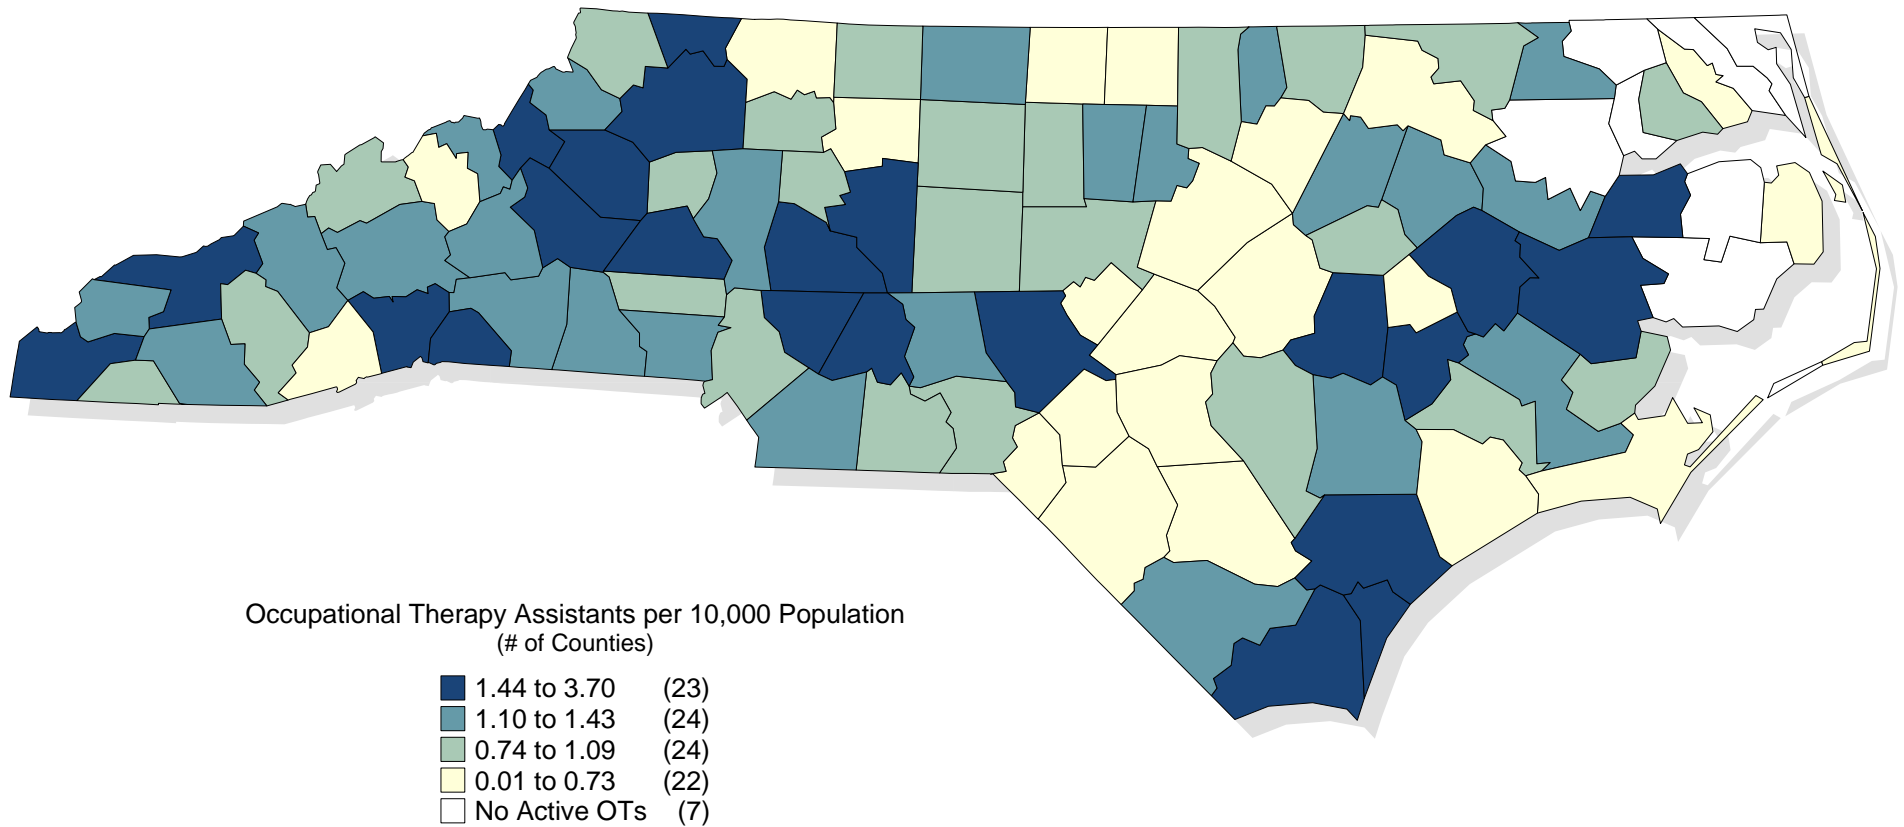 Occupational Therapy Assistants per 10,000 Population
(# of Counties)
1.44 to 3.70 (23)
1.10 to 1.43 (24)
0.74 to 1.09 (24)
0.01 to 0.73 (22)
No Active OTs (7)